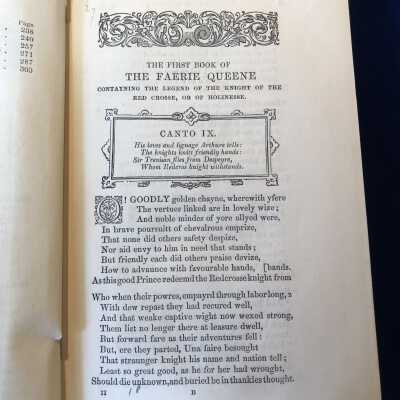 Page
238
240
257
271
287
300
THE FIRST BOOK OF
THE FAERIE QUEENE
CONTAYNING THE LEGEND OF THE KNIGHT OF THE
RED CROSSE, OR OF HOLINESSE.
CANTO IX.
His loves and lignage Arthure tells:
The knights knitt friendly hands:
Sir Trevisan flies from Despeyre,
Whom Redcros knight withstands.
O! GOODLY golden chayne, wherewith yfere
The vertues linked are in lovely wize;
And noble mindes of yore allyed were,
In brave poursuitt of chevalrous emprize,
That none did others safety despize,
Nor aid envy to him in need that stands;
But friendly each did others praise devize,
How to advaunce with favourable hands, [bands.
As this good Prince redeemd the Redcrosse knight from
Who when their powres, empayrd through labor long, 2
With dew repast they had recured well,
And that weake captive wight now wexed strong,
Them list no lenger there at leasure dwell,
But forward fare as their adventures fell:
But, ere they parted, Una faire besought
That straunger knight his name and nation tell;
Least so great good, as he for her had wrought,
Should die unknown, and buried be in thankles thought.
II B